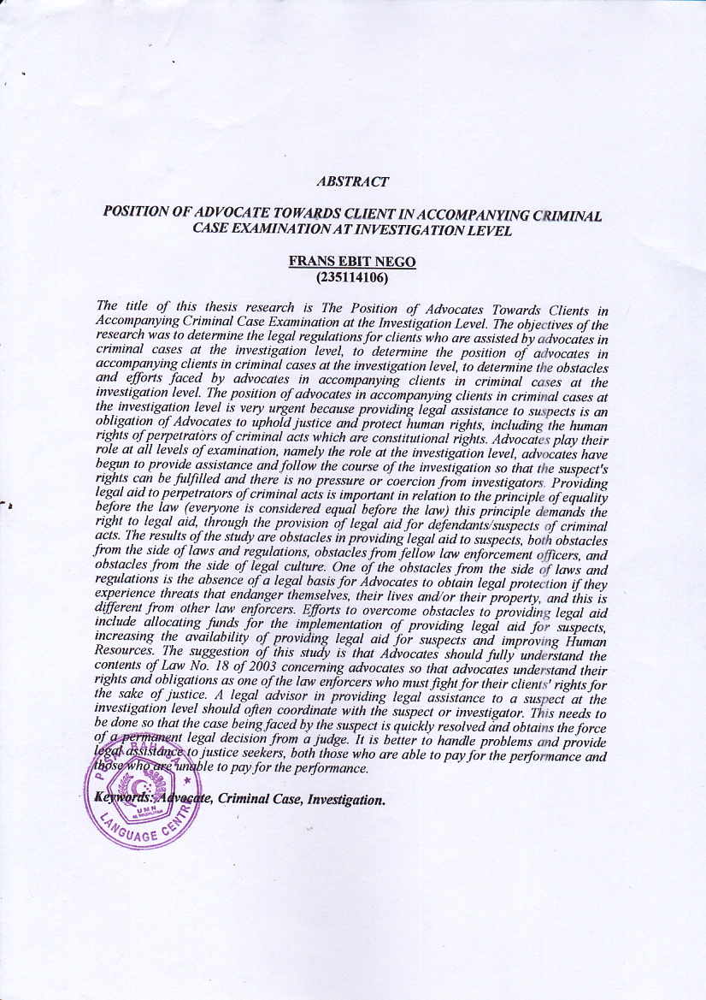 ABSTRACT
POSITION OF ADVOCATE TOWARDS CLIENT IN ACCOMPANYING CRIMINAL
CASE EXAMINATION AT INVESTIGATION LEVEL
FRANS EBIT NEGO
(235114106)
The title of this thesis research is The Position of Advocates Towards Clients in
Accompanying Criminal Case Examination at the Investigation Level. The objectives of the
research was to determine the legal regulations for clients who are assisted by advocates in
criminal cases at the investigation level, to determine the position of advocates in
accompanying clients in criminal cases at the investigation level, to determine the obstacles
and efforts faced by advocates in accompanying clients in criminal cases at the
investigation level. The position of advocates in accompanying clients in criminal cases at
the investigation level is very urgent because providing legal assistance to suspects is an
obligation of Advocates to uphold justice and protect human rights, including the human
rights of perpetrators of criminal acts which are constitutional rights. Advocates play their
role at all levels of examination, namely the role at the investigation level, advocates have
begun to provide assistance and follow the course of the investigation so that the suspect's
rights can be fulfilled and there is no pressure or coercion from investigators. Providing
legal aid to perpetrators of criminal acts is important in relation to the principle of equality
before the law (everyone is considered equal before the law) this principle demands the
right to legal aid, through the provision of legal aid for defendants/suspects of criminal
acts. The results of the study are obstacles in providing legal aid to suspects, both obstacles
from the side of laws and regulations, obstacles from fellow law enforcement officers, and
obstacles from the side of legal culture. One of the obstacles from the side of laws and
regulations is the absence of a legal basis for Advocates to obtain legal protection if they
experience threats that endanger themselves, their lives and/or their property, and this is
different from other law enforcers. Efforts to overcome obstacles to providing legal aid
include allocating funds for the implementation of providing legal aid for suspects,
increasing the availability of providing legal aid for suspects and improving Human
Resources. The suggestion of this study is that Advocates should fully understand the
contents of Law No. 18 of 2003 concerning advocates so that advocates understand their
rights and obligations as one of the law enforcers who must fight for their clients' rights for
the sake of justice. A legal advisor in providing legal assistance to a suspect at the
investigation level should often coordinate with the suspect or investigator. This needs to
be done so that the case being faced by the suspect is quickly resolved and obtains the force
of a permanent legal decision from a judge. It is better to handle problems and provide
legal assistance to justice seekers, both those who are able to pay for the performance and
those who are unable to pay for the performance.
Keywords: Advocate, Criminal Case, Investigation.
PUSAT BAHASA
UMN
AL WASHLIYAH
LANGUAGE CENTRE